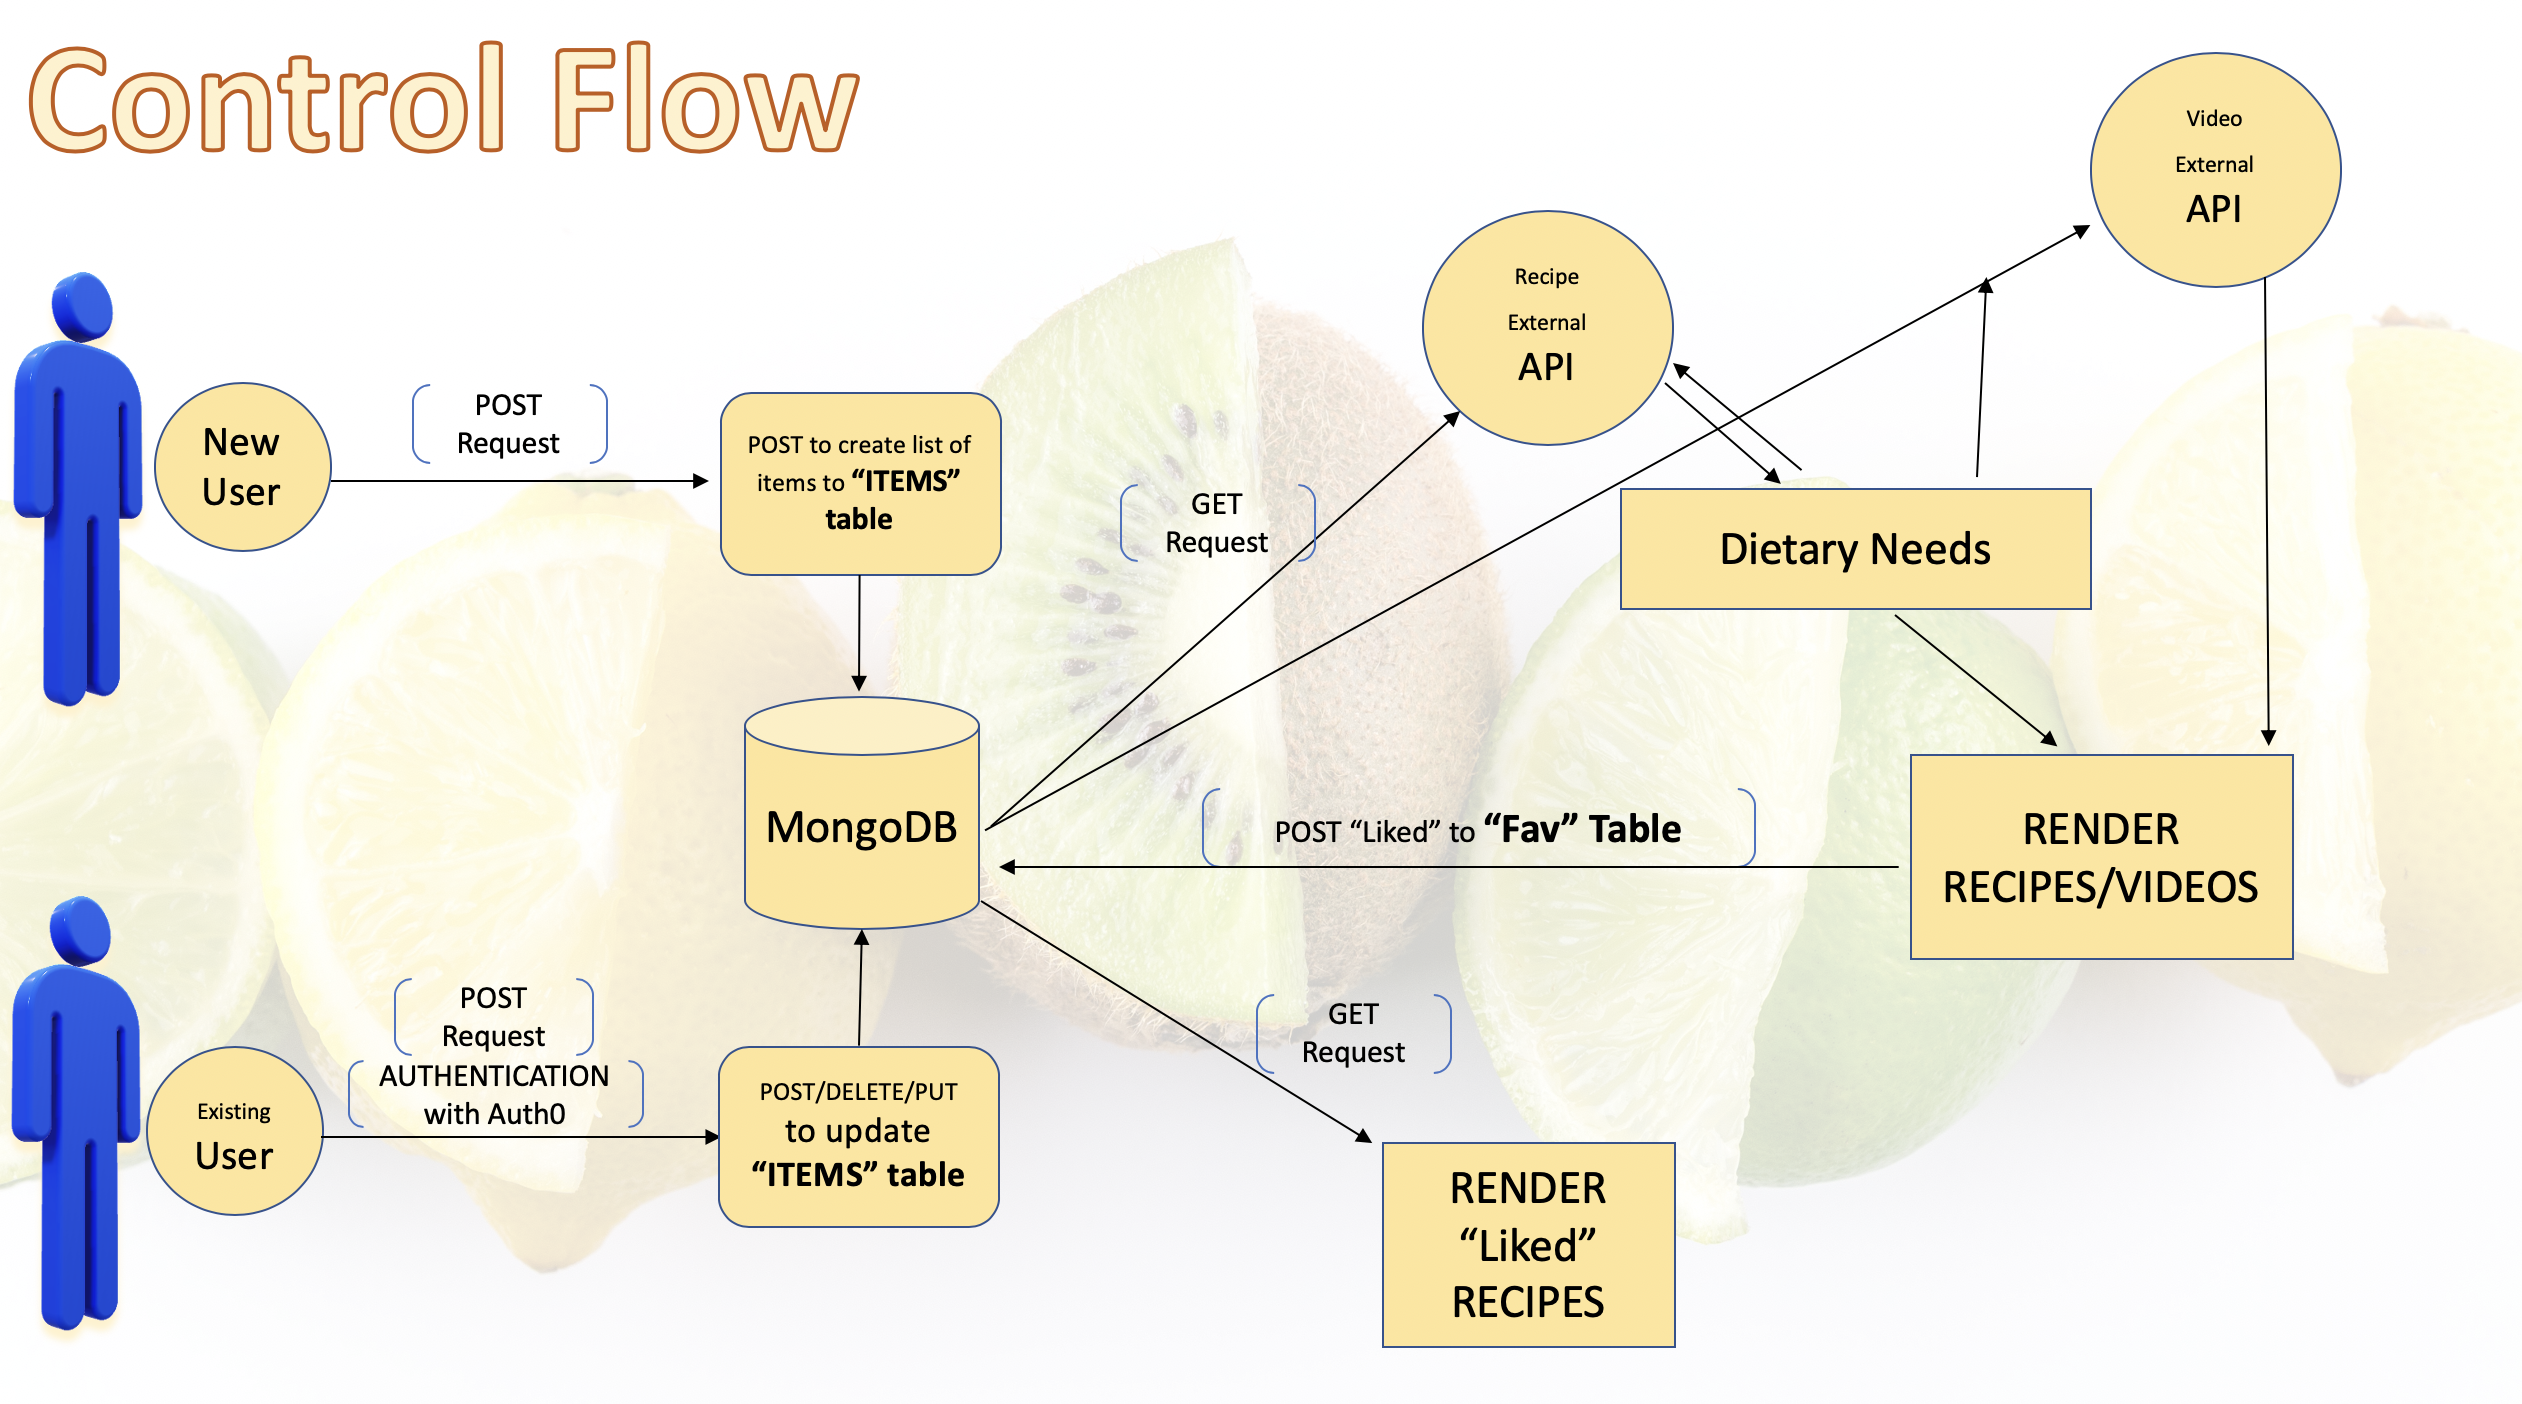 Control Flow
Video
External
API
Recipe
External
API
New
User
POST
Request
POST to create list of
items to “ITEMS”
table
GET
Request
Dietary Needs
MongoDB
POST “Liked” to “Fav” Table
RENDER
RECIPES/VIDEOS
Existing
User
POST
Request
AUTHENTICATION
with Auth0
POST/DELETE/PUT
to update
“ITEMS” table
GET
Request
RENDER
“Liked”
RECIPES